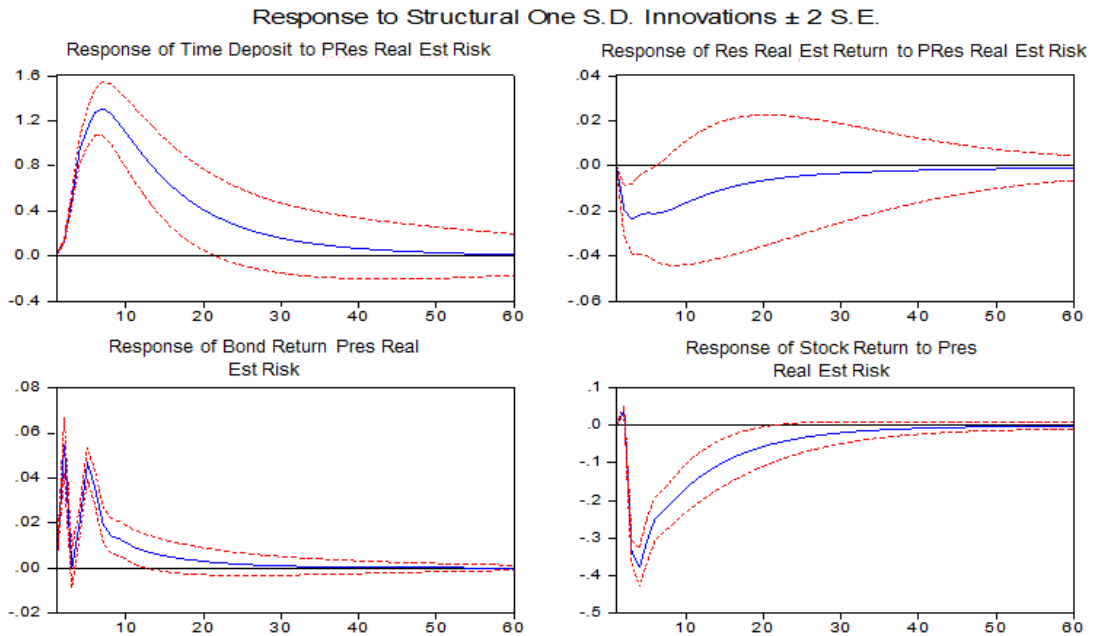 Response to Structural One S.D. Innovations ± 2 S.E.
Response of Time Deposit to PRes Real Est Risk
1.6
1.2
0.8
0.4
0.0
-0.4
10 20 30 40 50 60
Response of Res Real Est Return to PRes Real Est Risk
.04
.02
.00
-.02
-.04
-.06
10 20 30 40 50 60
Response of Bond Return Pres Real
Est Risk
.08
.06
.04
.02
.00
-.02
10 20 30 40 50 60
Response of Stock Return to Pres
Real Est Risk
.1
.0
-.1
-.2
-.3
-.4
-.5
10 20 30 40 50 60